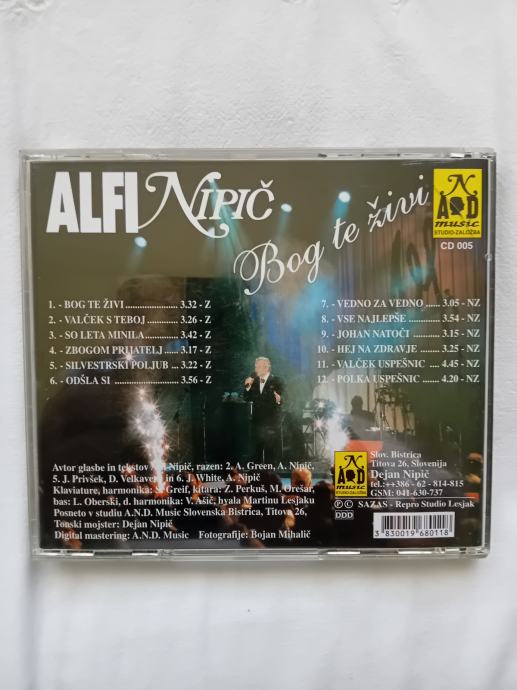 ALFI NIPIČ
Bog te živi
N
A&D
music
STUDIO-ZALOŽBA
CD 005
1. - BOG TE ŽIVI ...................... 3.32 - Z
2. - VALČEK S TEBOJ .............. 3.26 - Z
3. - SO LETA MINILA ............... 3.42 - Z
4. - ZBOGOM PRIJATELJ ....... 3.17 - Z
5. - SILVESTRSKI POLJUB .... 3.22 - Z
6. - ODŠLA SI ............................ 3.56 - Z
7. - VEDNO ZA VEDNO ...... 3.05 - NZ
8. - VSE NAJLEPŠE ............... 3.54 - NZ
9. - JOHAN NATOČI ............. 3.15 - NZ
10. - HEJ NA ZDRAVJE .......... 3.25 - NZ
11. - VALČEK USPEŠNIC ...... 4.45 - NZ
12. - POLKA USPEŠNIC .......... 4.20 - NZ
Avtor glasbe in tekstov Alfi Nipič, razen: 2. A. Green, A. Nipič,
5. J. Privšek, D. Velkaverh in 6. J. White, A. Nipič
Klaviature, harmonika: S. Greif, kitara: Z. Perkuš, M. Orešar,
bas: L. Oberski, d. harmonika: V. Ašič, hvala Martinu Lesjaku
Posneto v studiu A.N.D. Music Slovenska Bistrica, Titova 26,
Tonski mojster: Dejan Nipič
Digital mastering: A.N.D. Music Fotografije: Bojan Mihalič
N
A&D
music
STUDIO-ZALOŽBA
Slov. Bistrica
Titova 26, Slovenija
Dejan Nipič
tel.:++386 - 62 - 814-815
GSM: 041-630-737
Ⓟ Ⓒ SAZAS - Repro Studio Lesjak
DDD
3 830019 680118